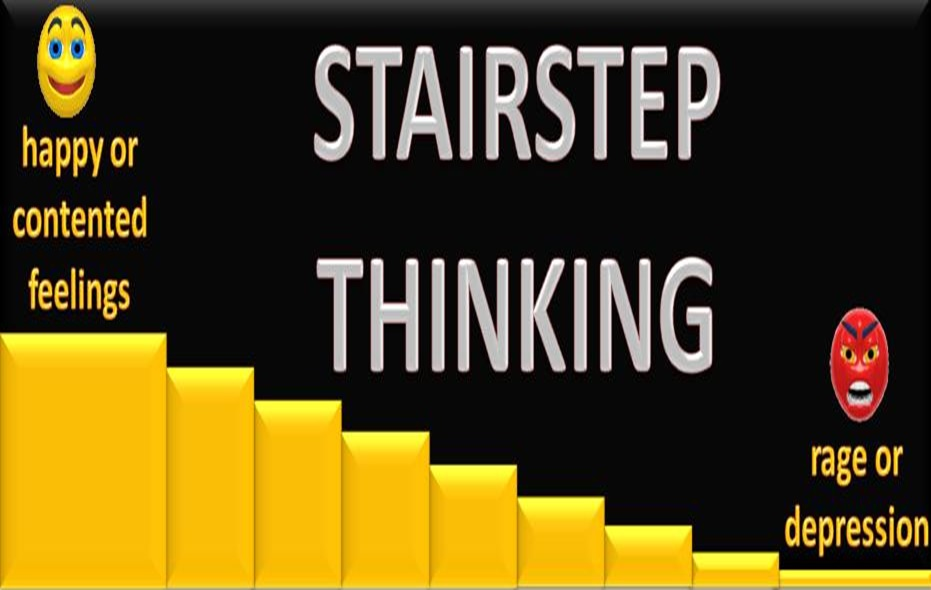 STAIRSTEP
THINKING
happy or
contented
feelings
rage or
depression